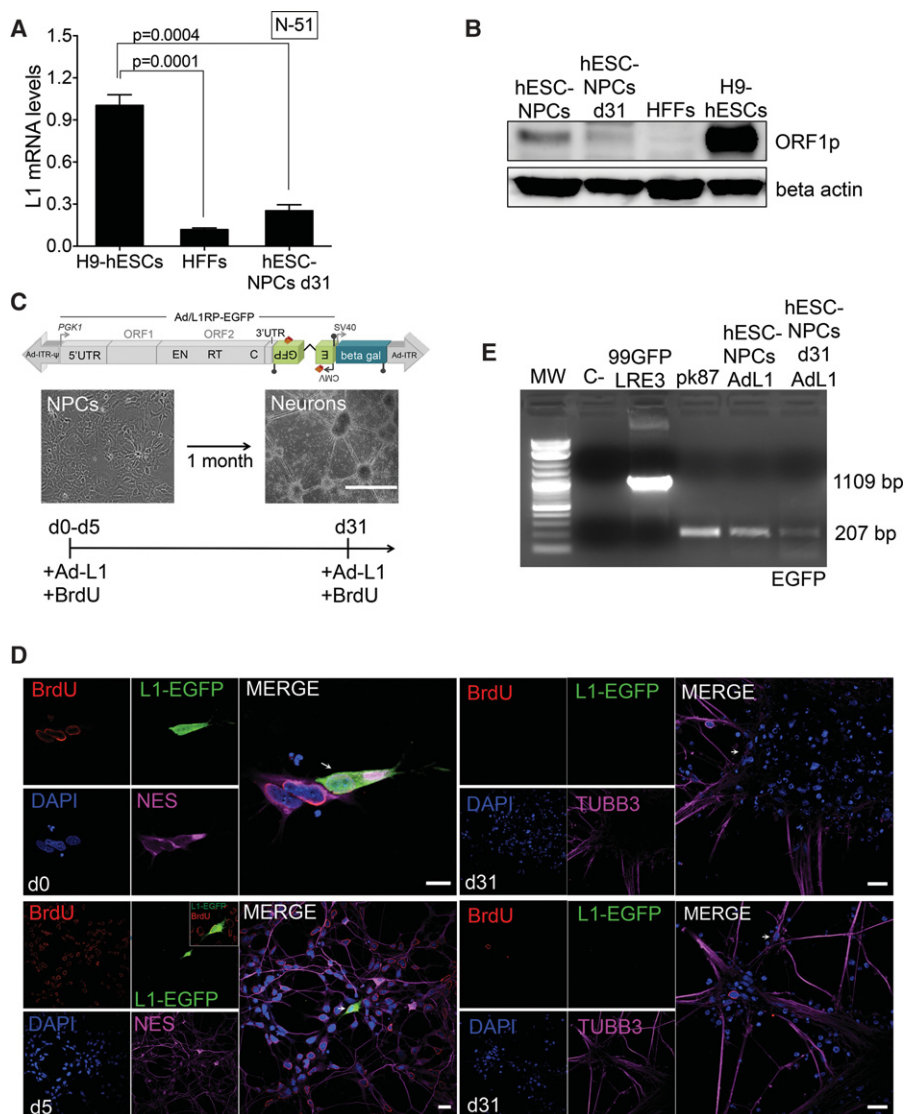 A
N-51
p=0.0004
p=0.0001
L1 mRNA levels
1.5
1.2
0.9
0.6
0.3
0.0
H9-hESCs
HFFs
hESC-
NPCs d31
B
hESC-
NPCs
hESC-
NPCs
d31
HFFs
H9-
hESCs
ORF1p
beta actin
C
Ad/L1RP-EGFP
PGK1
ORF1
ORF2
3'UTR
SV40
Ad-ITR-ψ
5'UTR
EN
RT
C
GFP
E
beta gal
Ad-ITR
CMV
NPCs
1 month
Neurons
d0-d5
d31
+Ad-L1
+BrdU
+Ad-L1
+BrdU
E
MW
C-
99GFP
LRE3
pk87
hESC-
NPCs
AdL1
hESC-
NPCs
d31
AdL1
1109 bp
207 bp
EGFP
D
BrdU
L1-EGFP
MERGE
DAPI
NES
d0
BrdU
L1-EGFP
MERGE
DAPI
TUBB3
d31
BrdU
L1-EGFP
BrdU
L1-EGFP
MERGE
DAPI
NES
d5
BrdU
L1-EGFP
MERGE
DAPI
TUBB3
d31